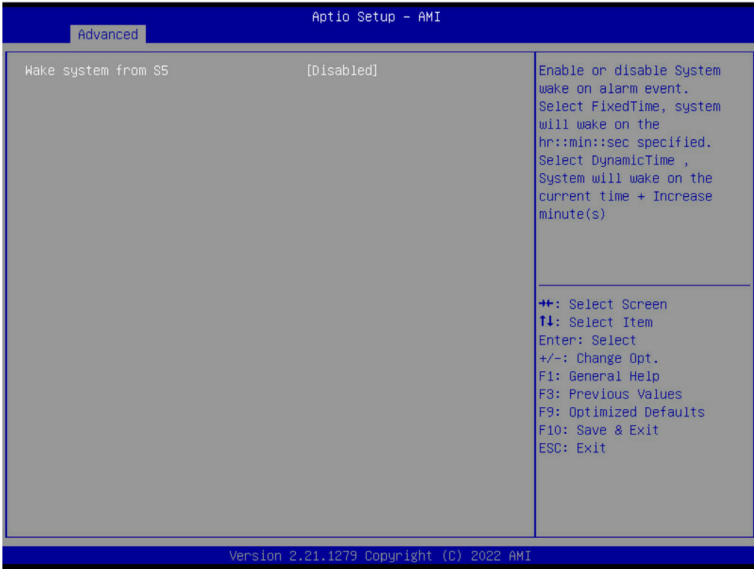 Aptio Setup – AMI
Advanced
Wake system from S5 [Disabled]
Enable or disable System
wake on alarm event.
Select FixedTime, system
will wake on the
hr::min::sec specified.
Select DynamicTime ,
System will wake on the
current time + Increase
minute(s)
→←: Select Screen
↑↓: Select Item
Enter: Select
+/-: Change Opt.
F1: General Help
F3: Previous Values
F9: Optimized Defaults
F10: Save & Exit
ESC: Exit
Version 2.21.1279 Copyright (C) 2022 AMI